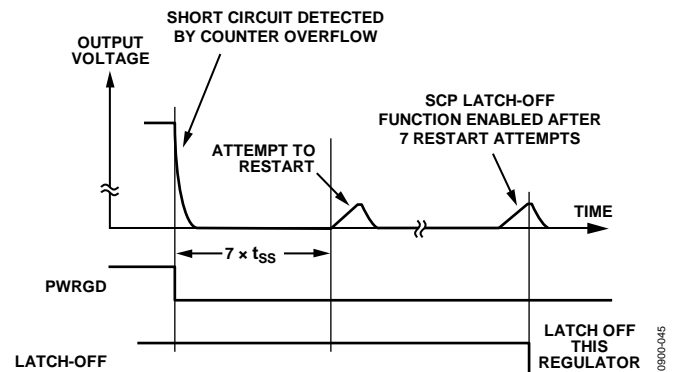 SHORT CIRCUIT DETECTED
BY COUNTER OVERFLOW
OUTPUT
VOLTAGE
SCP LATCH-OFF
FUNCTION ENABLED AFTER
7 RESTART ATTEMPTS
ATTEMPT TO
RESTART
TIME
7 × tSS
PWRGD
LATCH-OFF
LATCH OFF
THIS
REGULATOR
0900-045